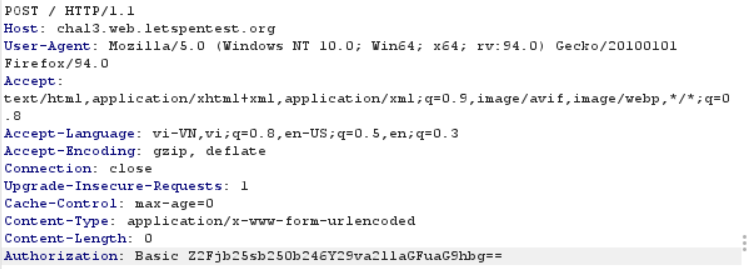 POST / HTTP/1.1
Host: chal3.web.letspentest.org
User-Agent: Mozilla/5.0 (Windows NT 10.0; Win64; x64; rv:94.0) Gecko/20100101
Firefox/94.0
Accept:
text/html,application/xhtml+xml,application/xml;q=0.9,image/avif,image/webp,*/*;q=0
.8
Accept-Language: vi-VN,vi;q=0.8,en-US;q=0.5,en;q=0.3
Accept-Encoding: gzip, deflate
Connection: close
Upgrade-Insecure-Requests: 1
Cache-Control: max-age=0
Content-Type: application/x-www-form-urlencoded
Content-Length: 0
Authorization: Basic Z2Fjb25sb250b246Y29va2llaGFuaG9hbg==